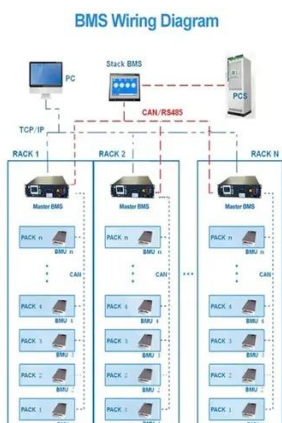 BMS Wiring Diagram
Stack BMS
PC
PCS
CAN/RS485
TCP/IP
RACK 1
RACK 2
RACK N
Master BMS
Master BMS
Master BMS
PACK n
PACK n
PACK n
BMU n
BMU n
BMU n
CAN
CAN
CAN
PACK 4
PACK 4
PACK 4
BMU 4
BMU 4
BMU 4
PACK 3
PACK 3
PACK 3
BMU 3
BMU 3
BMU 3
PACK 2
PACK 2
PACK 2
BMU 2
BMU 2
BMU 2
PACK 1
PACK 1
PACK 1